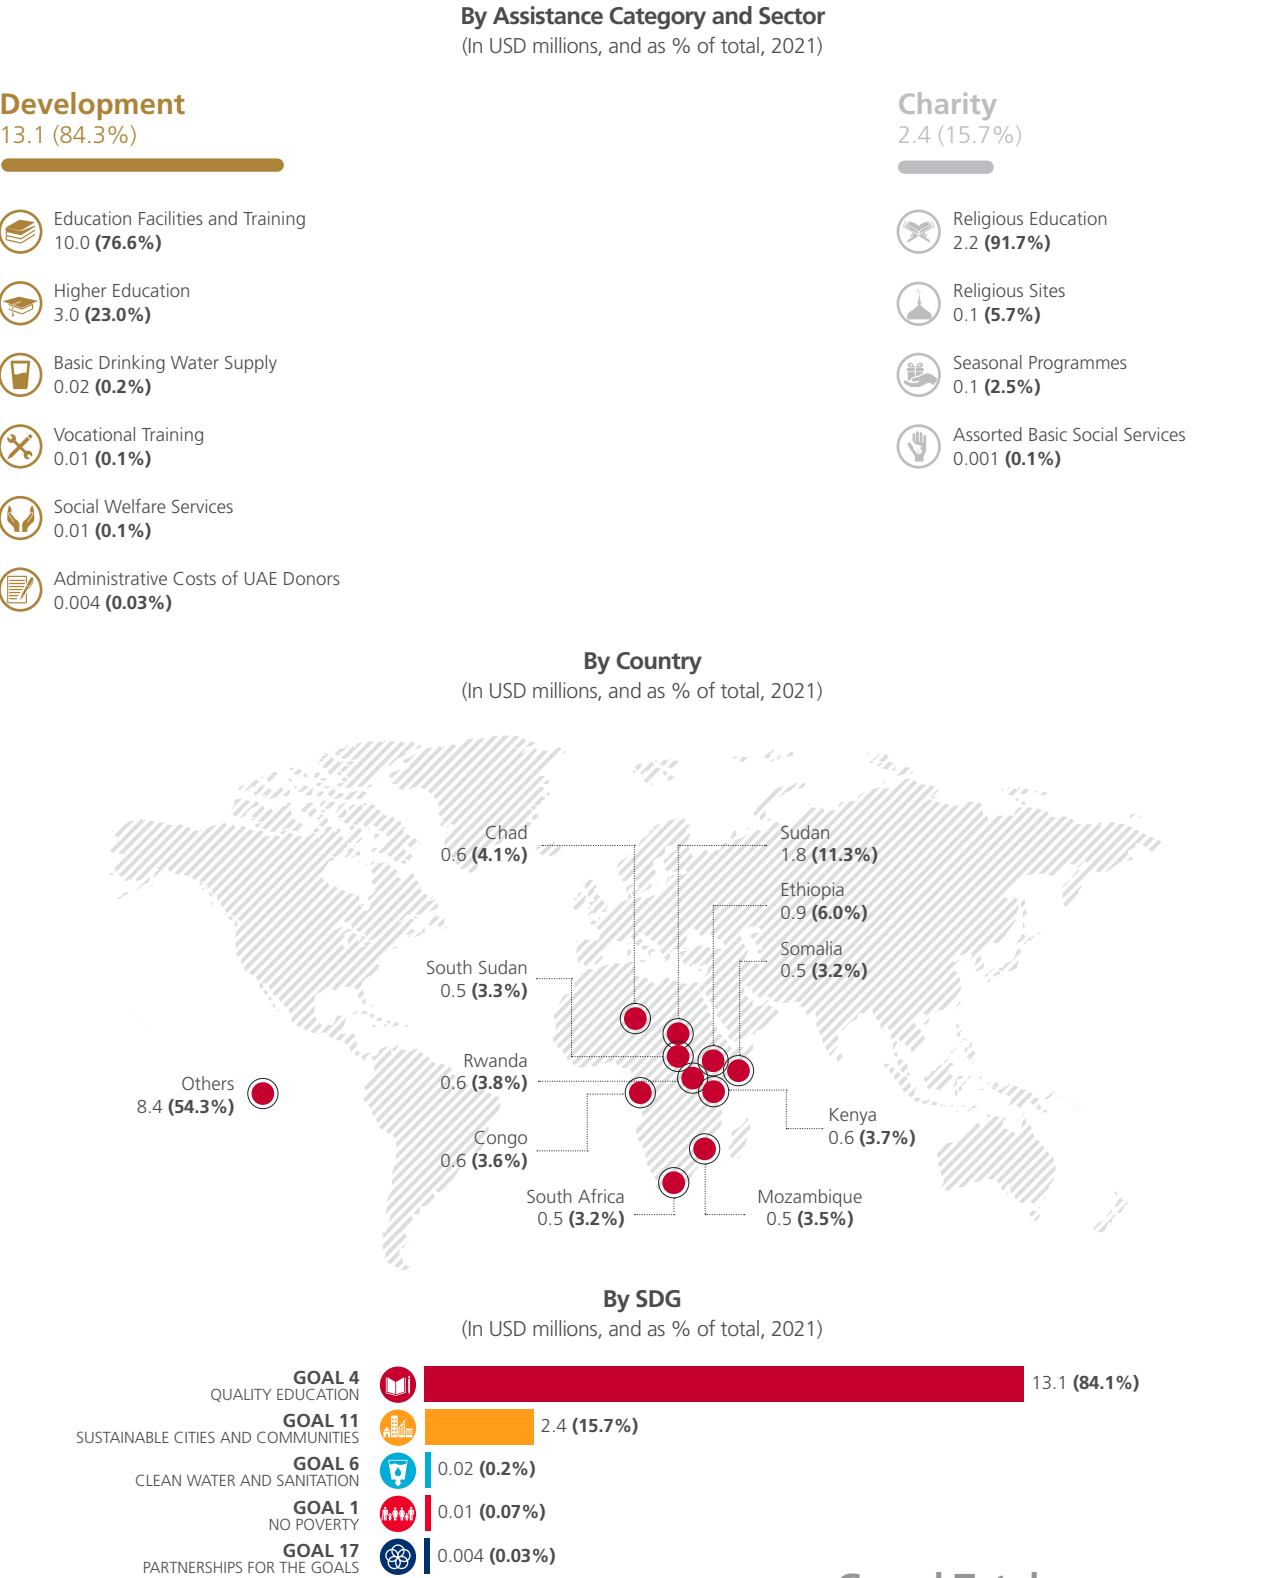 By Assistance Category and Sector
(In USD millions, and as % of total, 2021)
Development
13.1 (84.3%)
Education Facilities and Training
10.0 (76.6%)
Higher Education
3.0 (23.0%)
Basic Drinking Water Supply
0.02 (0.2%)
Vocational Training
0.01 (0.1%)
Social Welfare Services
0.01 (0.1%)
Administrative Costs of UAE Donors
0.004 (0.03%)
Charity
2.4 (15.7%)
Religious Education
2.2 (91.7%)
Religious Sites
0.1 (5.7%)
Seasonal Programmes
0.1 (2.5%)
Assorted Basic Social Services
0.001 (0.1%)
By Country
(In USD millions, and as % of total, 2021)
Chad
0.6 (4.1%)
Sudan
1.8 (11.3%)
Ethiopia
0.9 (6.0%)
Somalia
0.5 (3.2%)
South Sudan
0.5 (3.3%)
Rwanda
0.6 (3.8%)
Others
8.4 (54.3%)
Kenya
0.6 (3.7%)
Congo
0.6 (3.6%)
South Africa
0.5 (3.2%)
Mozambique
0.5 (3.5%)
By SDG
(In USD millions, and as % of total, 2021)
GOAL 4
QUALITY EDUCATION
13.1 (84.1%)
GOAL 11
SUSTAINABLE CITIES AND COMMUNITIES
2.4 (15.7%)
GOAL 6
CLEAN WATER AND SANITATION
0.02 (0.2%)
GOAL 1
NO POVERTY
0.01 (0.07%)
GOAL 17
PARTNERSHIPS FOR THE GOALS
0.004 (0.03%)